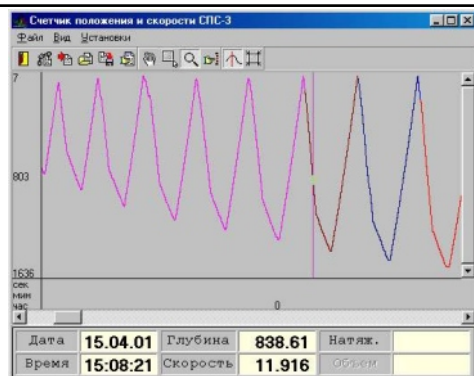 Счетчик положения и скорости СПС-3
Файл Вид Установки
7
803
1636
сек
мин
час 0
Дата 15.04.01 Глубина 838.61 Натяж.
Время 15:08:21 Скорость 11.916 Объем